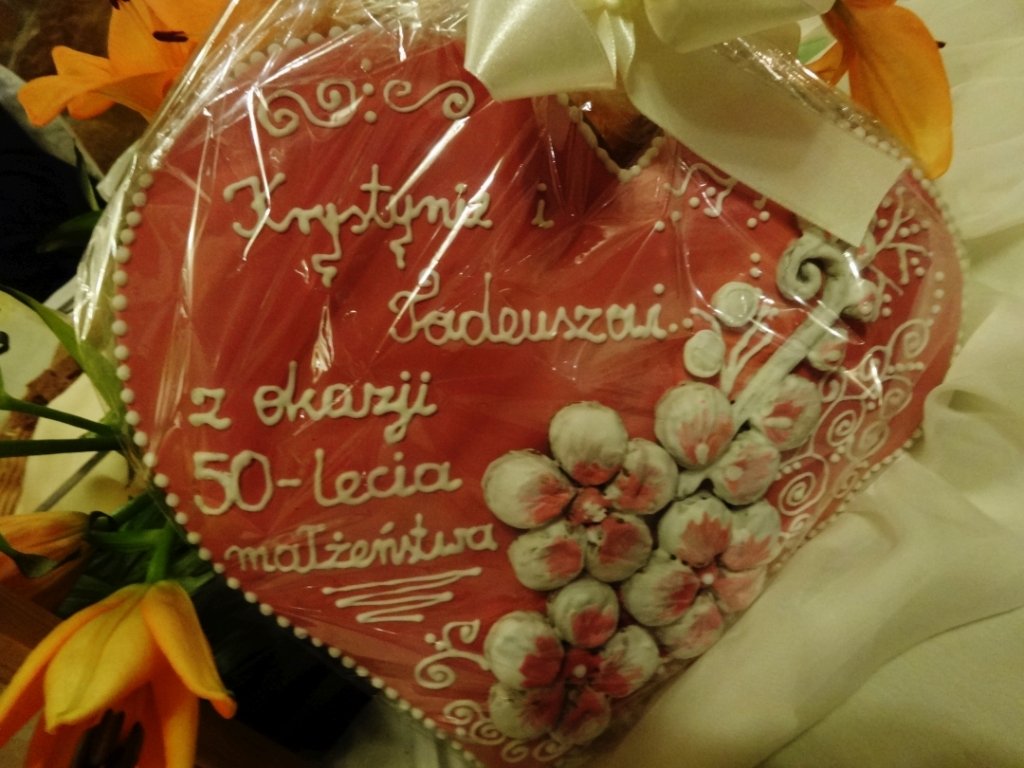 Krystynie i
Tadeuszowi
z okazji
50-lecia
małżeństwa